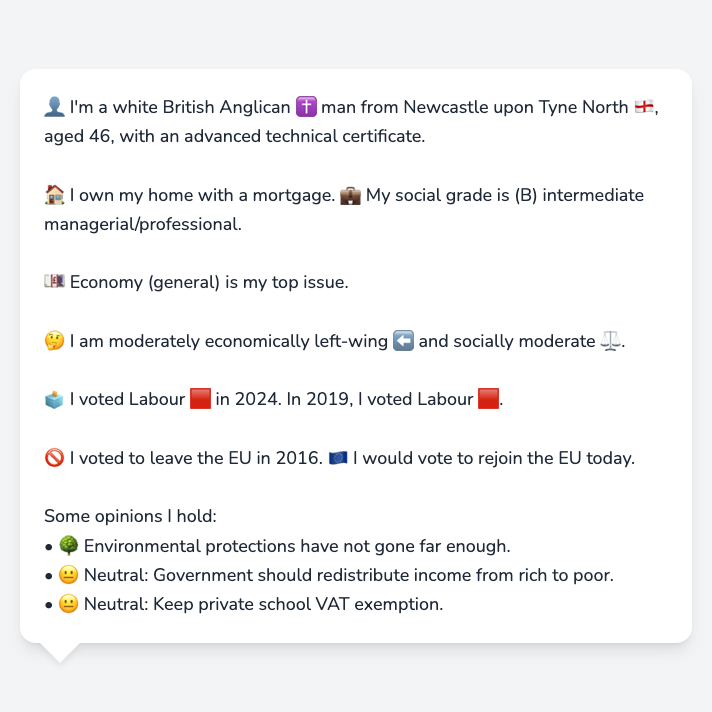 👤 I'm a white British Anglican ✝️ man from Newcastle upon Tyne North 🏴󠁧󠁢󠁥󠁮󠁧󠁿,
aged 46, with an advanced technical certificate.
🏠 I own my home with a mortgage. 💼 My social grade is (B) intermediate
managerial/professional.
💷 Economy (general) is my top issue.
🤔 I am moderately economically left-wing ⬅️ and socially moderate ⚖️.
🗳️ I voted Labour 🟥 in 2024. In 2019, I voted Labour 🟥.
🚫 I voted to leave the EU in 2016. 🇪🇺 I would vote to rejoin the EU today.
Some opinions I hold:
• 🌳 Environmental protections have not gone far enough.
• 😐 Neutral: Government should redistribute income from rich to poor.
• 😐 Neutral: Keep private school VAT exemption.